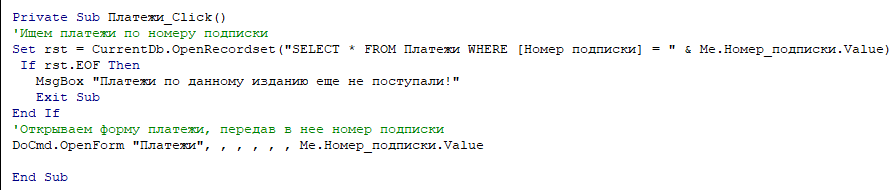 Private Sub Платежи_Click()
'Ищем платежи по номеру подписки
Set rst = CurrentDb.OpenRecordset("SELECT * FROM Платежи WHERE [Номер подписки] = " & Me.Номер_подписки.Value)
If rst.EOF Then
MsgBox "Платежи по данному изданию еще не поступали!"
Exit Sub
End If
'Открываем форму платежи, передав в нее номер подписки
DoCmd.OpenForm "Платежи", , , , , , Me.Номер_подписки.Value
End Sub